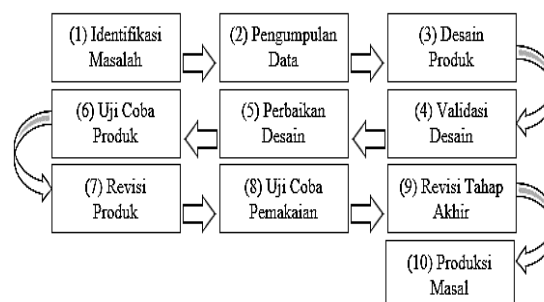 (1) Identifikasi
Masalah
(2) Pengumpulan
Data
(3) Desain
Produk
(4) Validasi
Desain
(5) Perbaikan
Desain
(6) Uji Coba
Produk
(7) Revisi
Produk
(8) Uji Coba
Pemakaian
(9) Revisi Tahap
Akhir
(10) Produksi
Masal